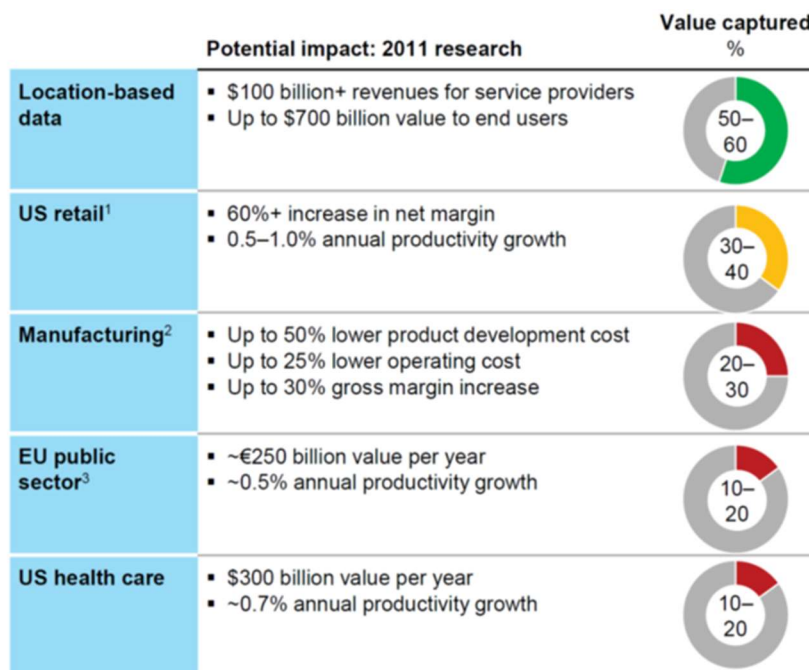 Value captured
Potential impact: 2011 research %
Location-based
data
▪ $100 billion+ revenues for service providers
▪ Up to $700 billion value to end users
50–
60
US retail¹
▪ 60%+ increase in net margin
▪ 0.5–1.0% annual productivity growth
30–
40
Manufacturing²
▪ Up to 50% lower product development cost
▪ Up to 25% lower operating cost
▪ Up to 30% gross margin increase
20–
30
EU public
sector³
▪ ~€250 billion value per year
▪ ~0.5% annual productivity growth
10–
20
US health care
▪ $300 billion value per year
▪ ~0.7% annual productivity growth
10–
20